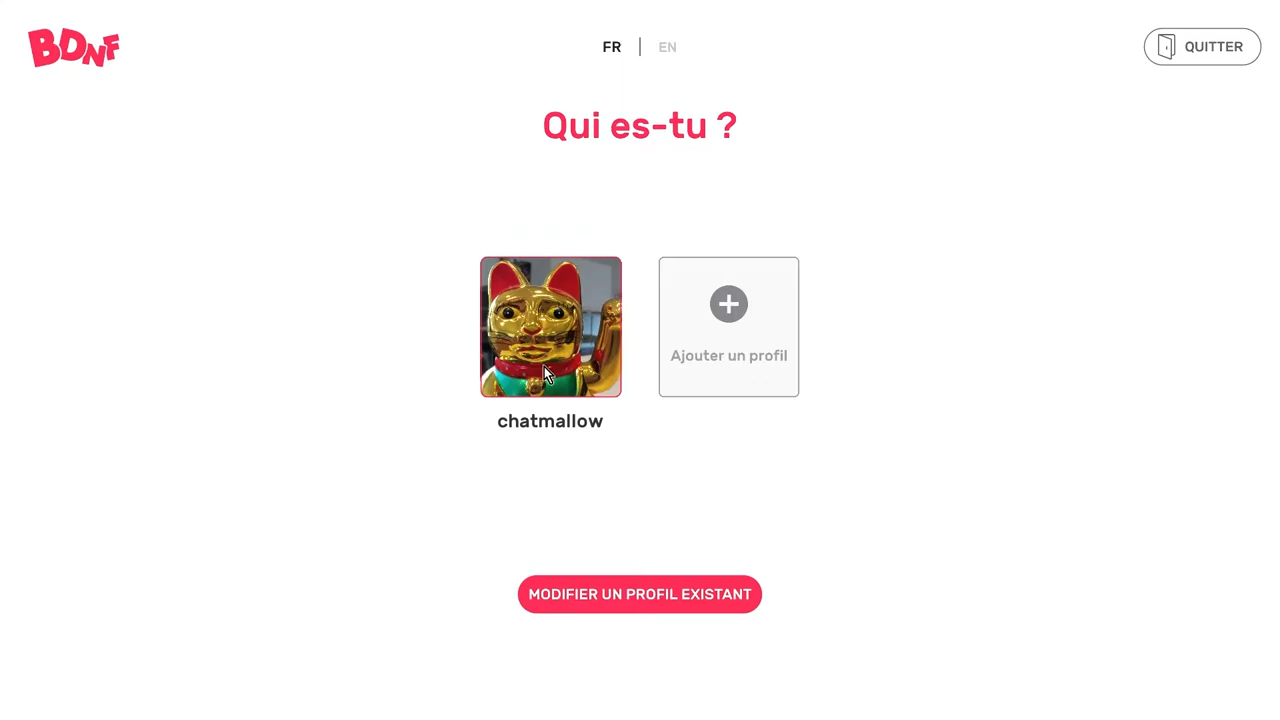 BDNF
FR | EN
QUITTER
Qui es-tu ?
Ajouter un profil
chatmallow
MODIFIER UN PROFIL EXISTANT